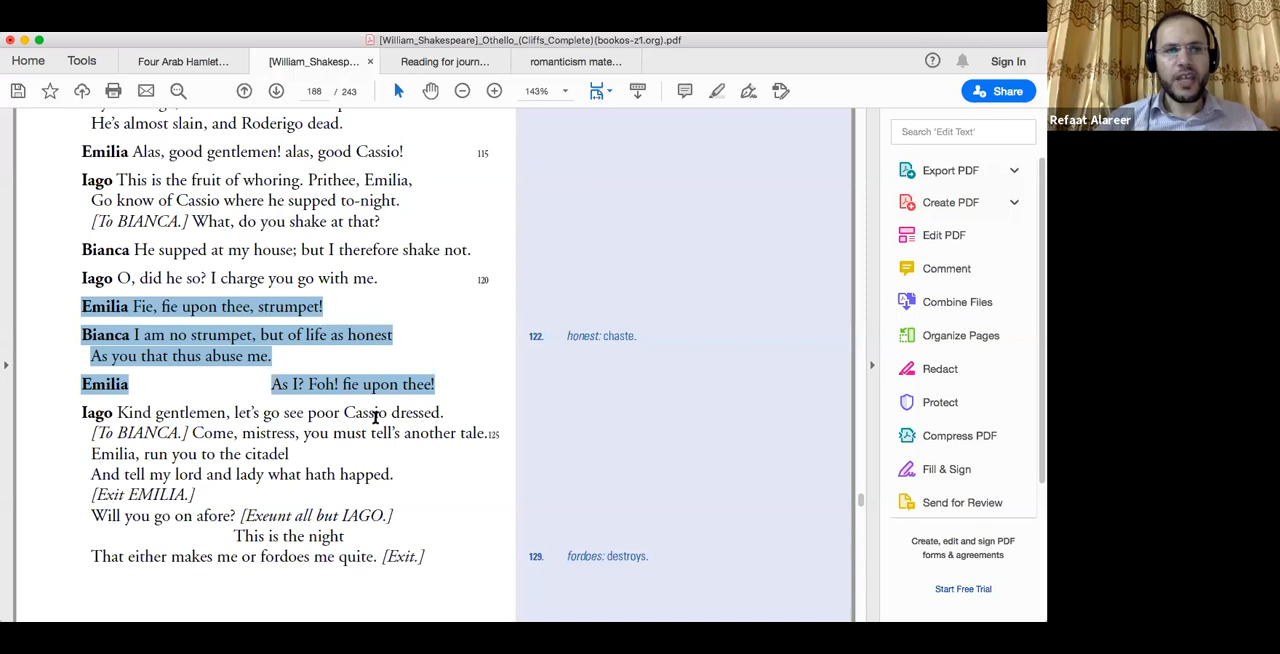 [William_Shakespeare]_Othello_(Cliffs_Complete)(bookos-z1.org).pdf
Home Tools Four Arab Hamlet... [William_Shakesp... × Reading for journ... romanticism mate... Sign In
188 / 243 143% Share
Refaat Alareer
He's almost slain, and Roderigo dead.
Emilia Alas, good gentlemen! alas, good Cassio! 115
Iago This is the fruit of whoring. Prithee, Emilia,
Go know of Cassio where he supped to-night.
[To BIANCA.] What, do you shake at that?
Bianca He supped at my house; but I therefore shake not.
Iago O, did he so? I charge you go with me. 120
Emilia Fie, fie upon thee, strumpet!
Bianca I am no strumpet, but of life as honest
As you that thus abuse me.
Emilia As I? Foh! fie upon thee!
Iago Kind gentlemen, let's go see poor Cassio dressed.
[To BIANCA.] Come, mistress, you must tell's another tale. 125
Emilia, run you to the citadel
And tell my lord and lady what hath happed.
[Exit EMILIA.]
Will you go on afore? [Exeunt all but IAGO.]
This is the night
That either makes me or fordoes me quite. [Exit.]
122. honest: chaste.
129. fordoes: destroys.
Search 'Edit Text'
Export PDF
Create PDF
Edit PDF
Comment
Combine Files
Organize Pages
Redact
Protect
Compress PDF
Fill & Sign
Send for Review
Create, edit and sign PDF
forms & agreements
Start Free Trial